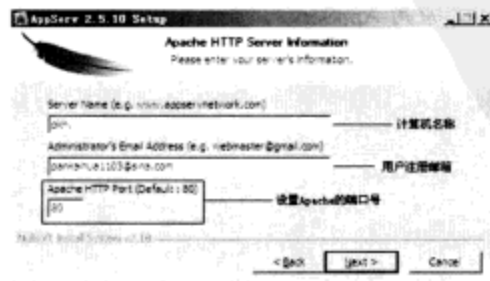 AppServ 2.5.10 Setup
Apache HTTP Server Information
Please enter your server's information.
Server Name (e.g. www.appservnetwork.com)
计算机名称
Administrator's Email Address (e.g. webmaster@gmail.com)
用户注册邮箱
Apache HTTP Port (Default : 80)
80
设置Apache的端口号
< Back
Next >
Cancel